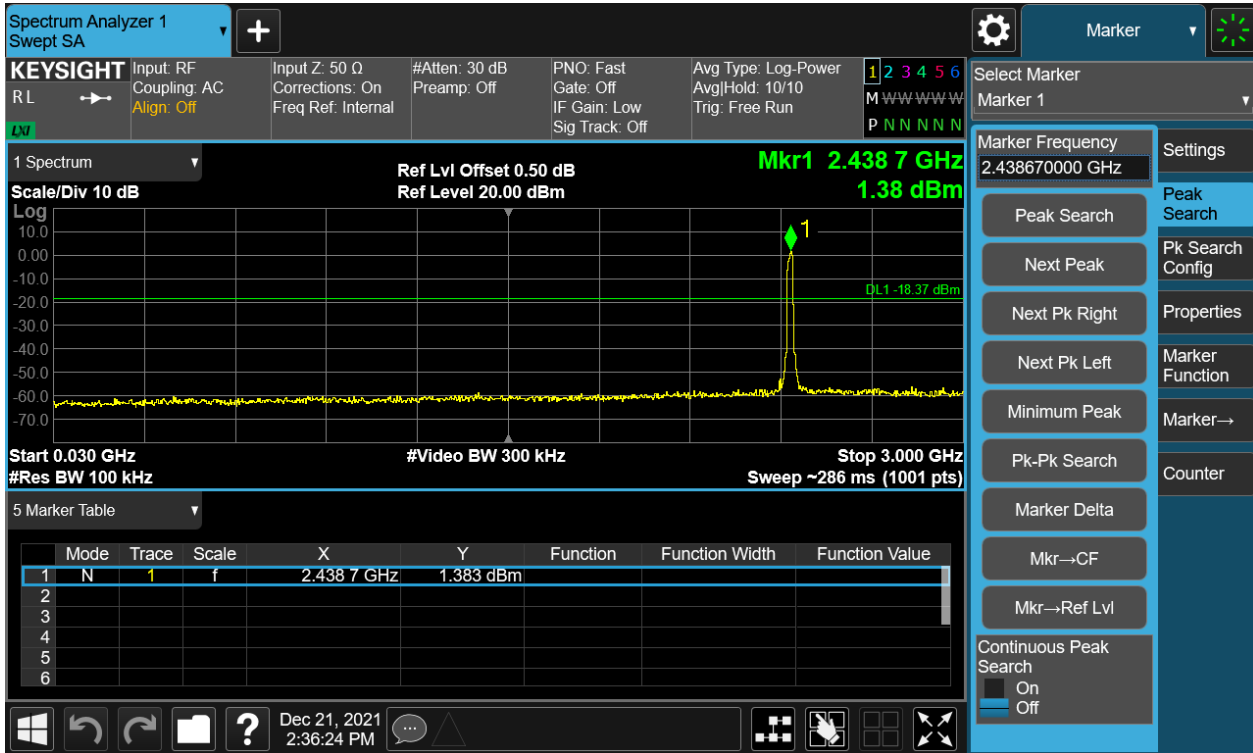 Spectrum Analyzer 1
Swept SA
+
Marker
KEYSIGHT
RL
LXI
Input: RF
Coupling: AC
Align: Off
Input Z: 50 Ω
Corrections: On
Freq Ref: Internal
#Atten: 30 dB
Preamp: Off
PNO: Fast
Gate: Off
IF Gain: Low
Sig Track: Off
Avg Type: Log-Power
Avg|Hold: 10/10
Trig: Free Run
1 2 3 4 5 6
M W W W W W
P N N N N N
Select Marker
Marker 1
1 Spectrum
Scale/Div 10 dB
Ref Lvl Offset 0.50 dB
Ref Level 20.00 dBm
Mkr1 2.438 7 GHz
1.38 dBm
Log
10.0
0.00
-10.0
-20.0
-30.0
-40.0
-50.0
-60.0
-70.0
1
DL1 -18.37 dBm
Start 0.030 GHz
#Res BW 100 kHz
#Video BW 300 kHz
Stop 3.000 GHz
Sweep ~286 ms (1001 pts)
5 Marker Table
Mode Trace Scale X Y Function Function Width Function Value
1 N 1 f 2.438 7 GHz 1.383 dBm
2
3
4
5
6
Marker Frequency
2.438670000 GHz
Peak Search
Next Peak
Next Pk Right
Next Pk Left
Minimum Peak
Pk-Pk Search
Marker Delta
Mkr→CF
Mkr→Ref Lvl
Continuous Peak
Search
On
Off
Settings
Peak
Search
Pk Search
Config
Properties
Marker
Function
Marker→
Counter
?
Dec 21, 2021
2:36:24 PM